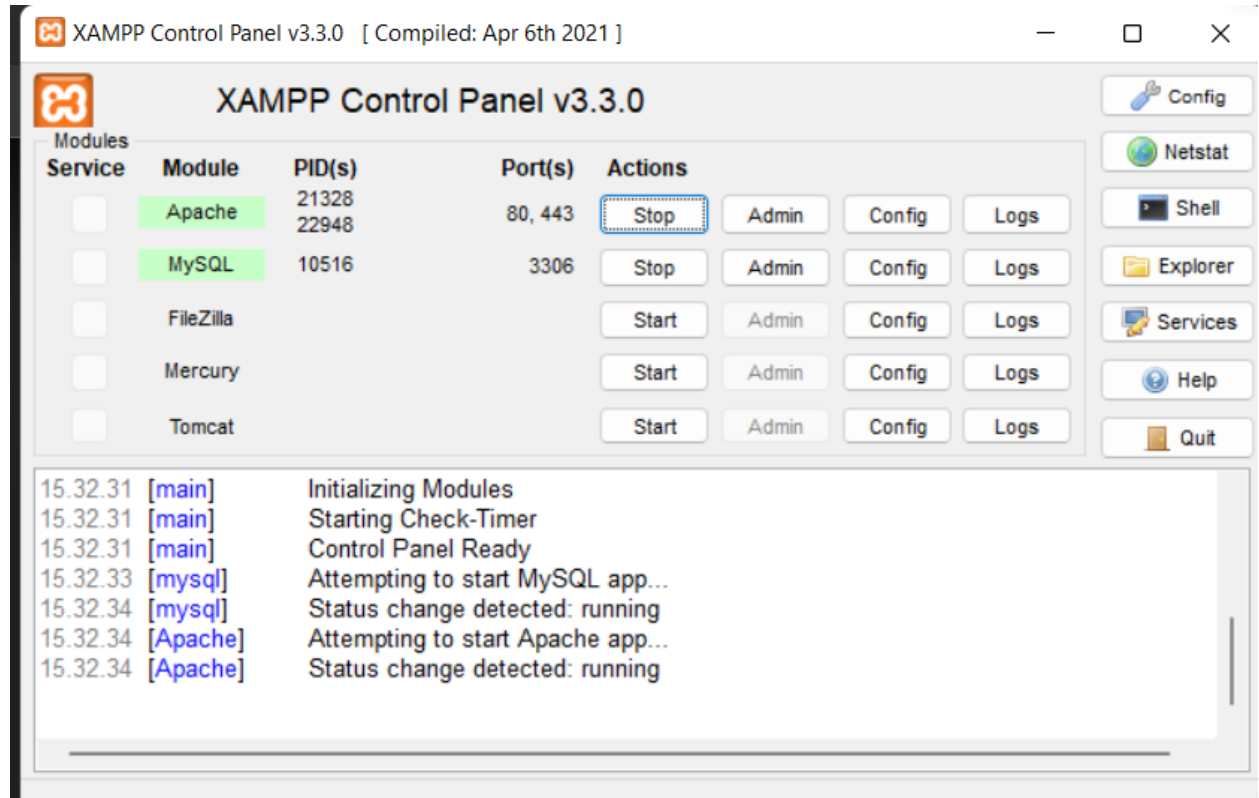 XAMPP Control Panel v3.3.0 [ Compiled: Apr 6th 2021 ]
XAMPP Control Panel v3.3.0
Config
Modules
Netstat
Service Module PID(s) Port(s) Actions
Apache 21328 22948 80, 443 Stop Admin Config Logs
Shell
MySQL 10516 3306 Stop Admin Config Logs
Explorer
FileZilla Start Admin Config Logs
Services
Mercury Start Admin Config Logs
Help
Tomcat Start Admin Config Logs
Quit
15.32.31 [main] Initializing Modules
15.32.31 [main] Starting Check-Timer
15.32.31 [main] Control Panel Ready
15.32.33 [mysql] Attempting to start MySQL app...
15.32.34 [mysql] Status change detected: running
15.32.34 [Apache] Attempting to start Apache app...
15.32.34 [Apache] Status change detected: running